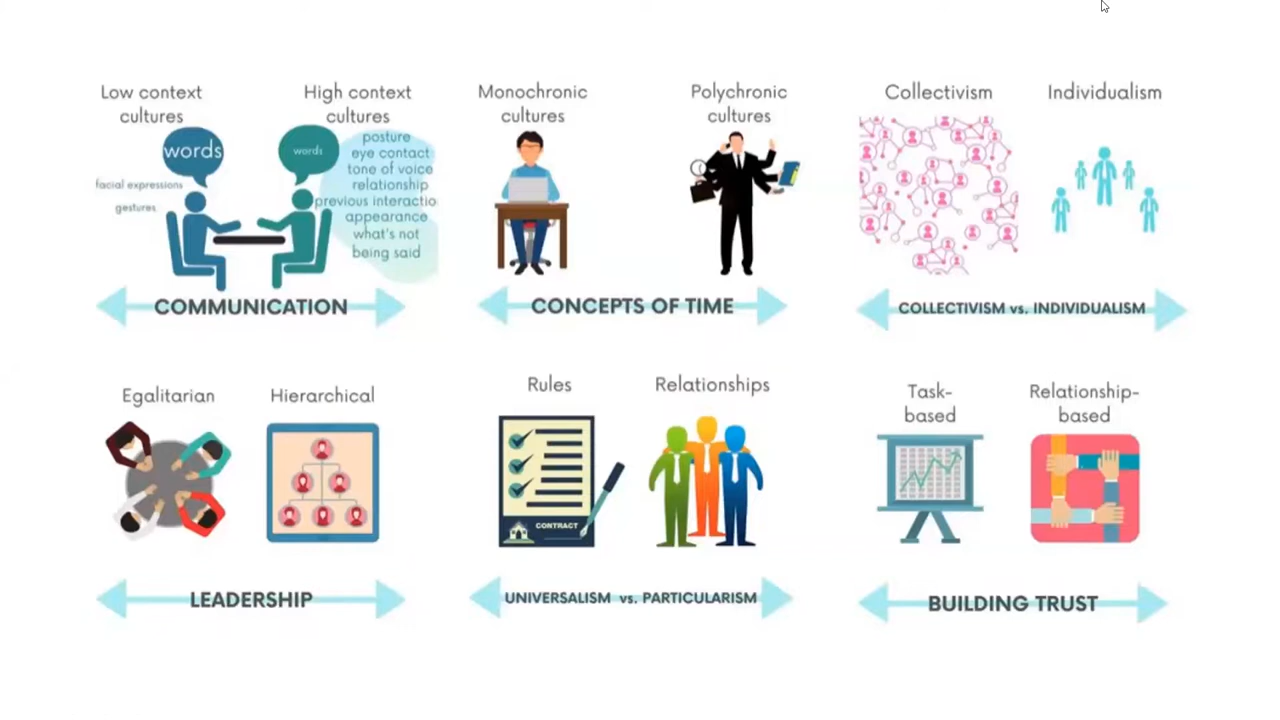 Low context
cultures
High context
cultures
words
facial expressions
gestures
words
posture
eye contact
tone of voice
relationship
previous interactio
appearance
what's not
being said
COMMUNICATION
Monochronic
cultures
Polychronic
cultures
CONCEPTS OF TIME
Collectivism
Individualism
COLLECTIVISM vs. INDIVIDUALISM
Egalitarian
Hierarchical
LEADERSHIP
Rules
Relationships
CONTRACT
UNIVERSALISM vs. PARTICULARISM
Task-
based
Relationship-
based
BUILDING TRUST